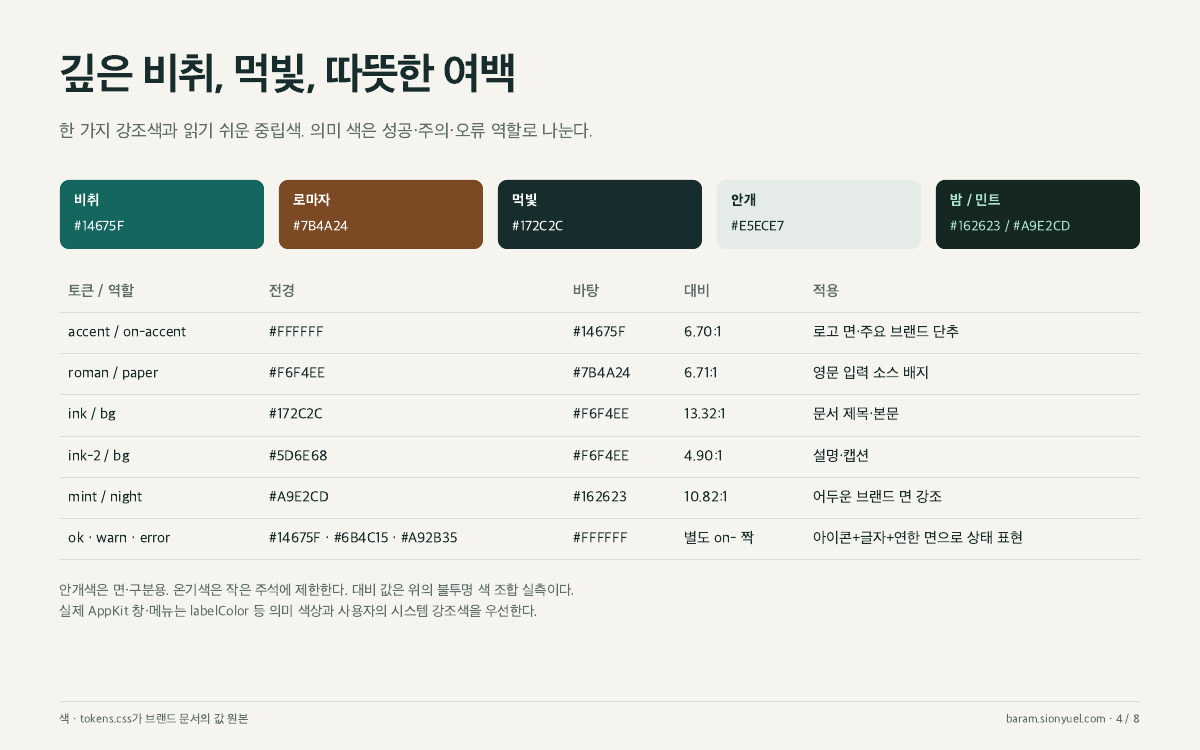 깊은 비취, 먹빛, 따뜻한 여백
한 가지 강조색과 읽기 쉬운 중립색. 의미 색은 성공·주의·오류 역할로 나눈다.
비취
#14675F
로마자
#7B4A24
먹빛
#172C2C
안개
#E5ECE7
밤 / 민트
#162623 / #A9E2CD
토큰 / 역할 전경 바탕 대비 적용
accent / on-accent #FFFFFF #14675F 6.70:1 로고 면·주요 브랜드 단추
roman / paper #F6F4EE #7B4A24 6.71:1 영문 입력 소스 배지
ink / bg #172C2C #F6F4EE 13.32:1 문서 제목·본문
ink-2 / bg #5D6E68 #F6F4EE 4.90:1 설명·캡션
mint / night #A9E2CD #162623 10.82:1 어두운 브랜드 면 강조
ok · warn · error #14675F · #6B4C15 · #A92B35 #FFFFFF 별도 on- 짝 아이콘+글자+연한 면으로 상태 표현
안개색은 면·구분용. 온기색은 작은 주석에 제한한다. 대비 값은 위의 불투명 색 조합 실측이다.
실제 AppKit 창·메뉴는 labelColor 등 의미 색상과 사용자의 시스템 강조색을 우선한다.
색 · tokens.css가 브랜드 문서의 값 원본
baram.sionyuel.com · 4 / 8